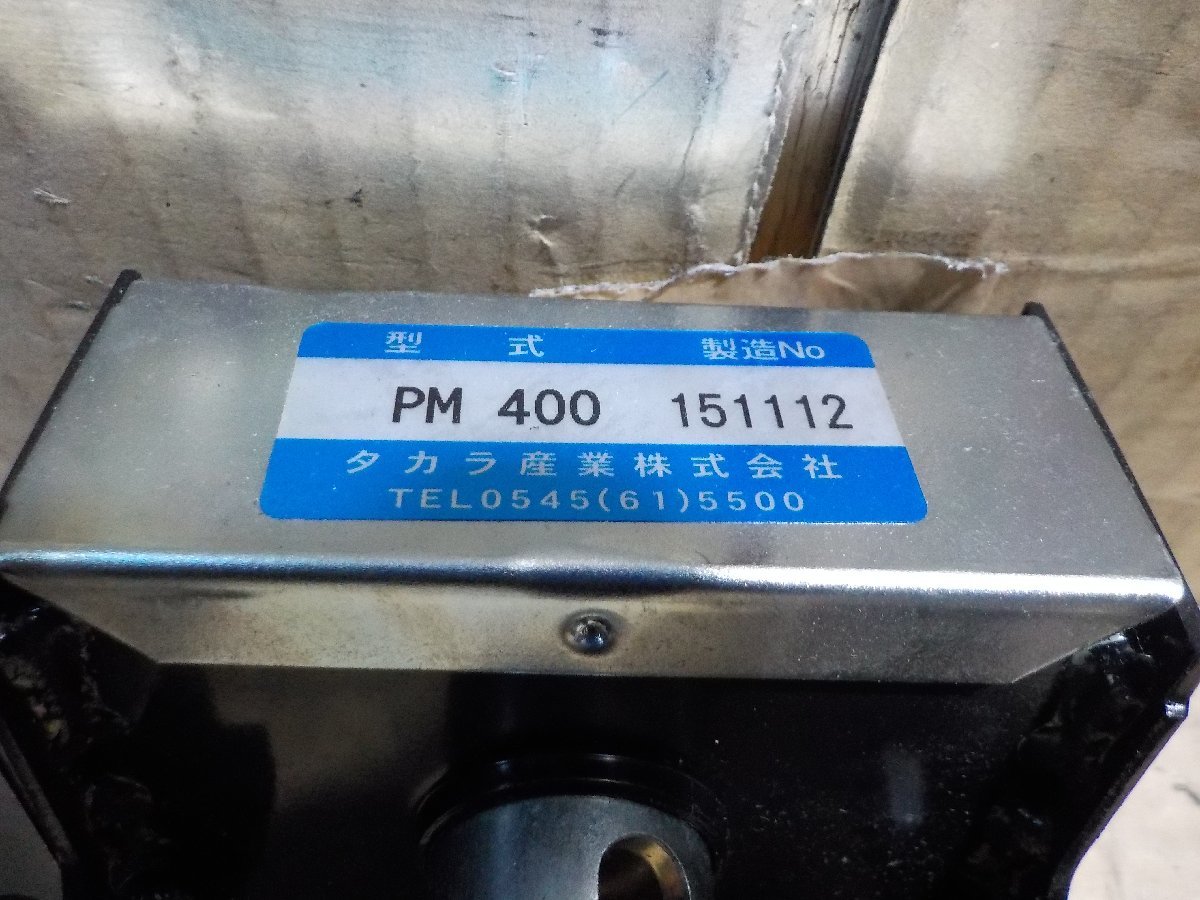 型式 製造No
PM 400 151112
タカラ産業株式会社
TEL0545(61)5500